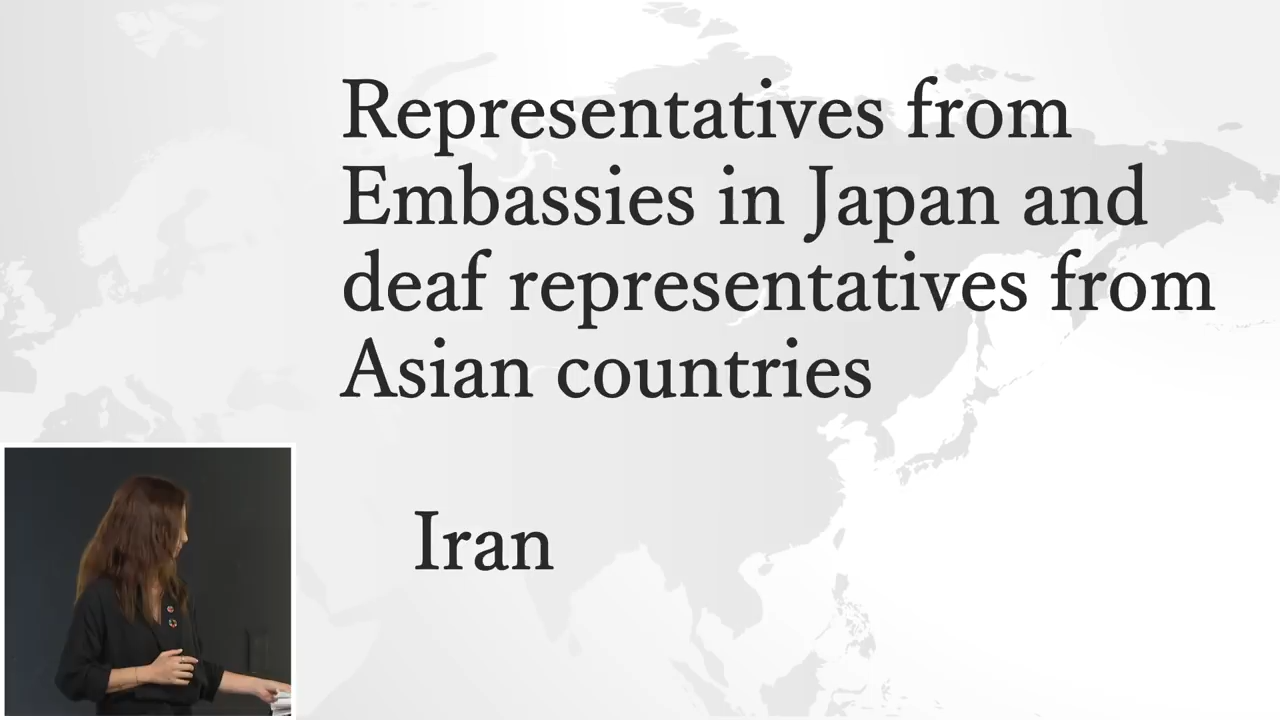 Representatives from
Embassies in Japan and
deaf representatives from
Asian countries
Iran